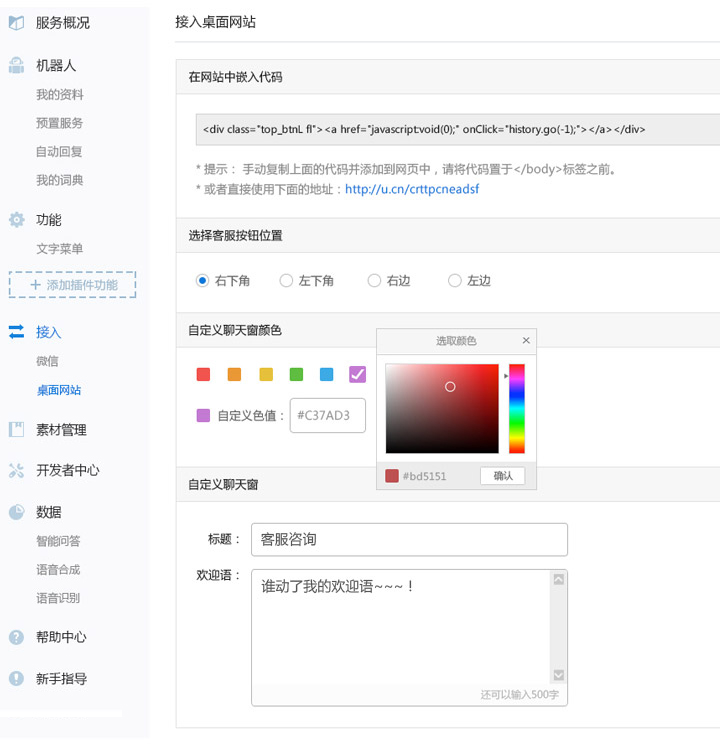 服务概况
机器人
我的资料
预置服务
自动回复
我的词典
功能
文字菜单
+ 添加插件功能
接入
微信
桌面网站
素材管理
开发者中心
数据
智能问答
语音合成
语音识别
帮助中心
新手指导
接入桌面网站
在网站中嵌入代码
<div class="top_btnL fl"><a href="javascript:void(0);" onClick="history.go(-1);"></a></div>
* 提示： 手动复制上面的代码并添加到网页中，请将代码置于</body>标签之前。
* 或者直接使用下面的地址：http://u.cn/crttpcneadsf
选择客服按钮位置
右下角 左下角 右边 左边
自定义聊天窗颜色
自定义色值： #C37AD3
选取颜色 ×
#bd5151 确认
自定义聊天窗
标题： 客服咨询
欢迎语： 谁动了我的欢迎语~~~！
还可以输入500字